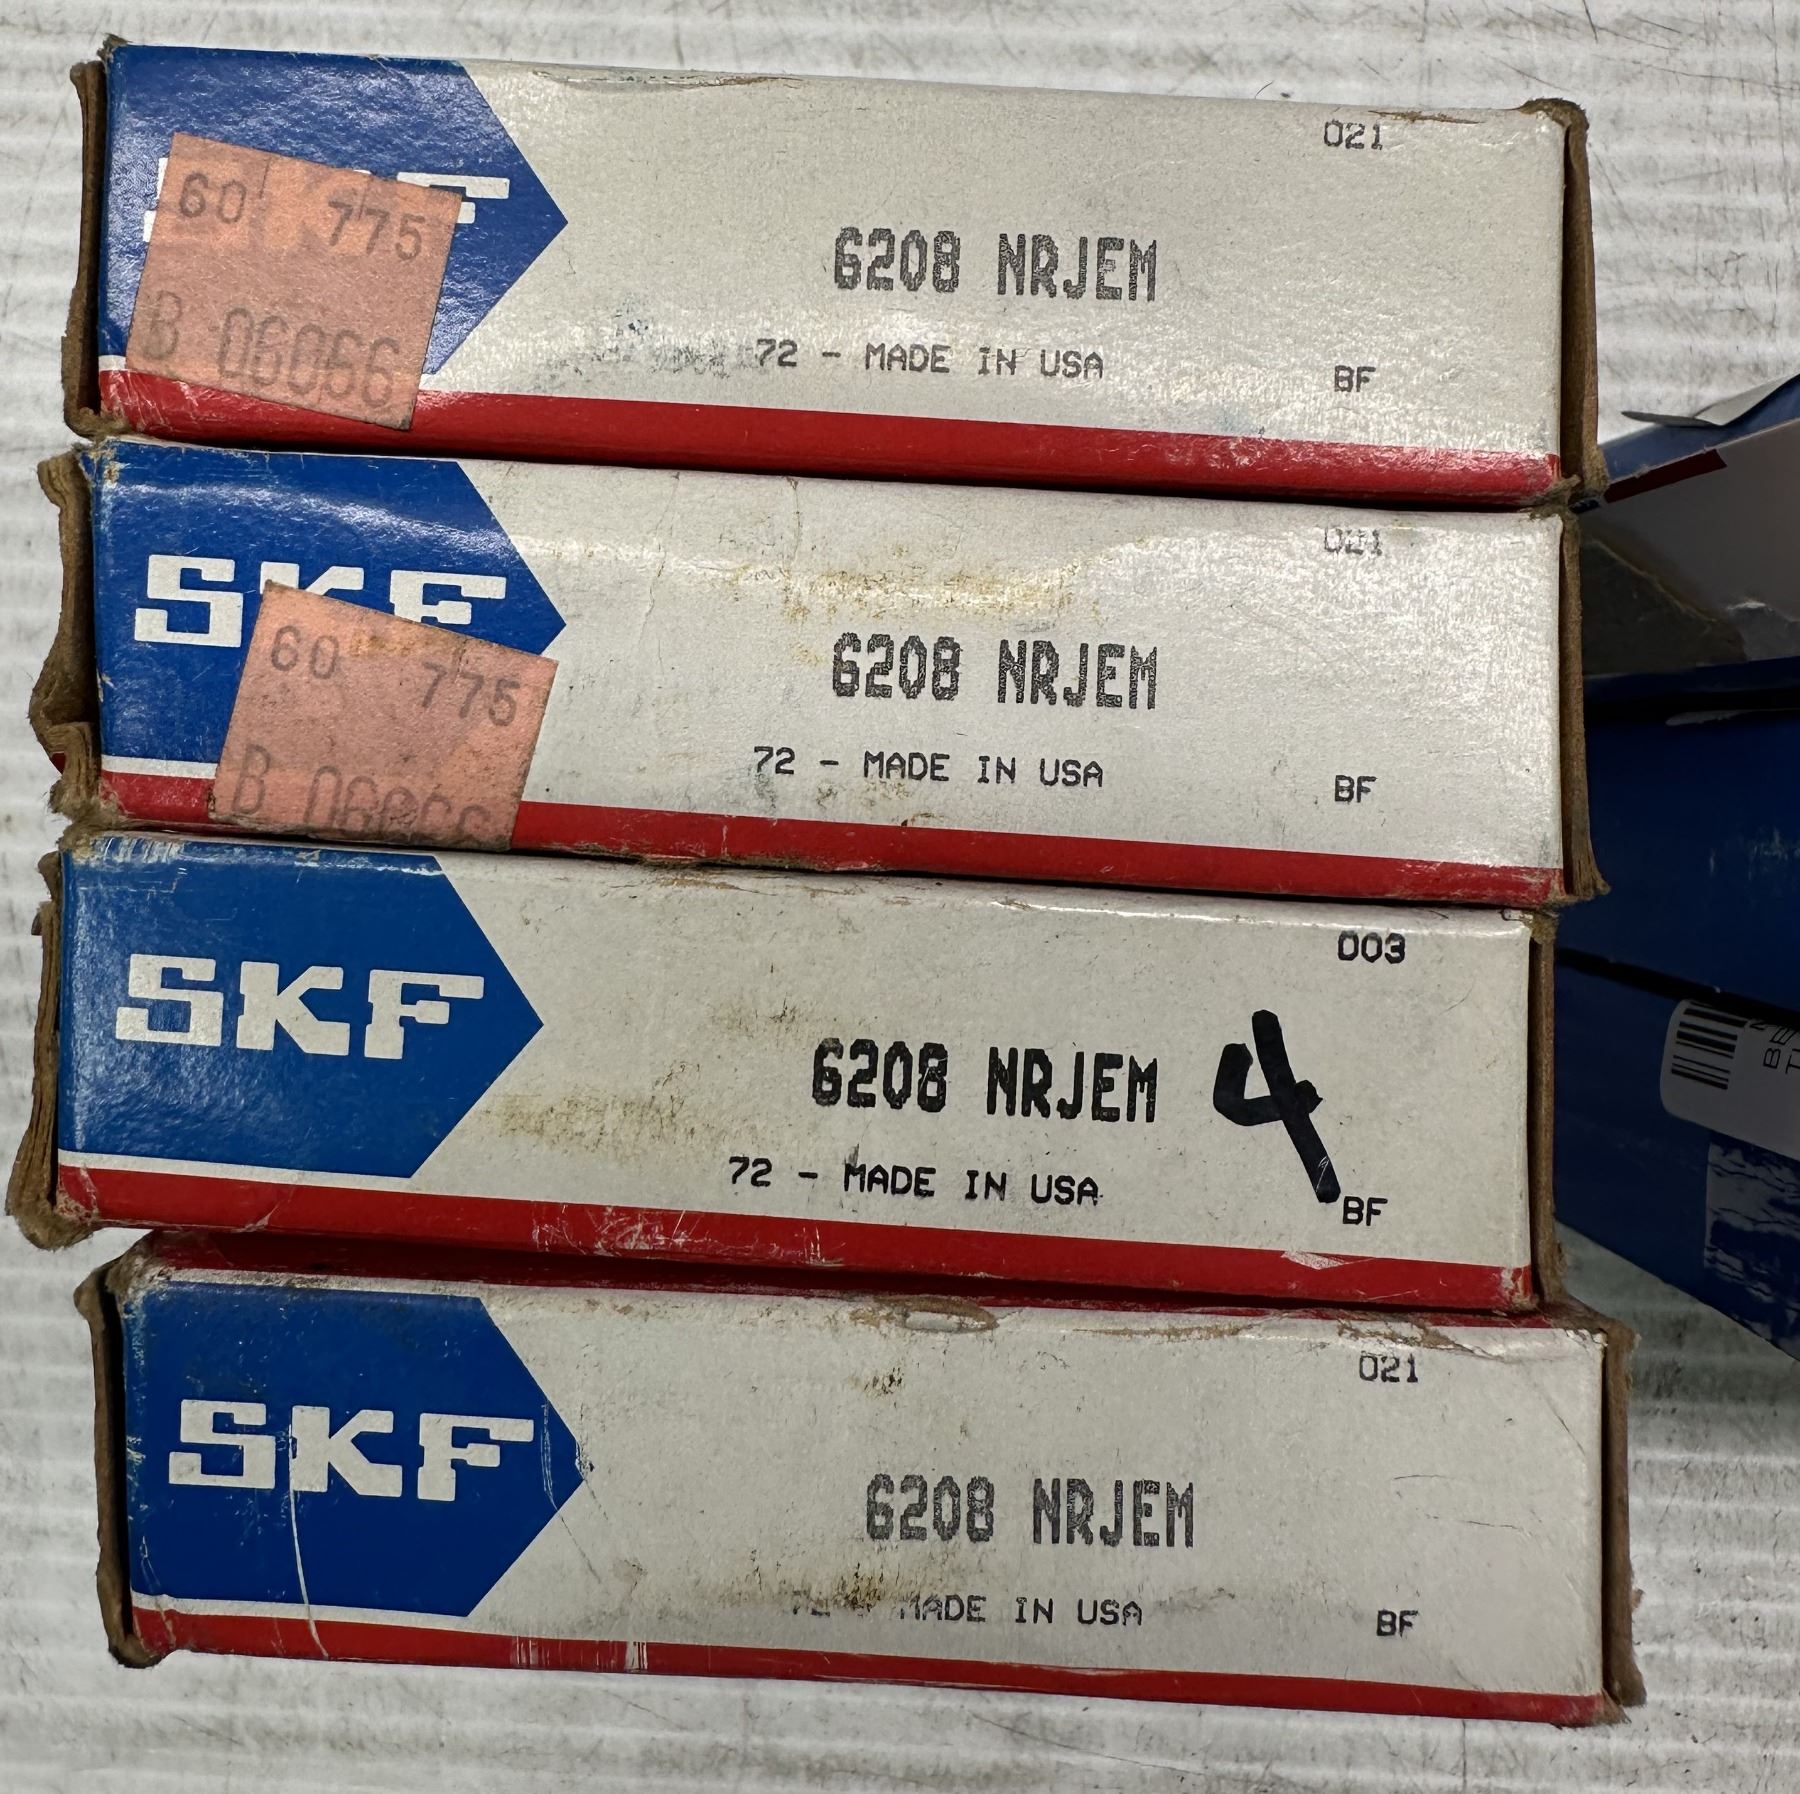 021
60 775
B 06056
6208 NRJEM
72 - MADE IN USA
BF
SKF
021
60 775
6208 NRJEM
72 - MADE IN USA
BF
SKF
003
6208 NRJEM 4
72 - MADE IN USA
BF
SKF
021
6208 NRJEM
MADE IN USA
BF